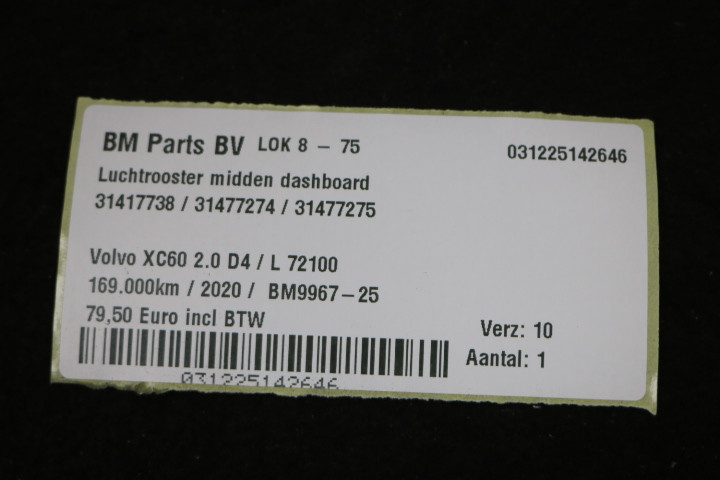 BM Parts BV LOK 8 - 75
031225142646
Luchtrooster midden dashboard
31417738 / 31477274 / 31477275
Volvo XC60 2.0 D4 / L 72100
169.000km / 2020 / BM9967-25
79,50 Euro incl BTW
Verz: 10
Aantal: 1
031225142646